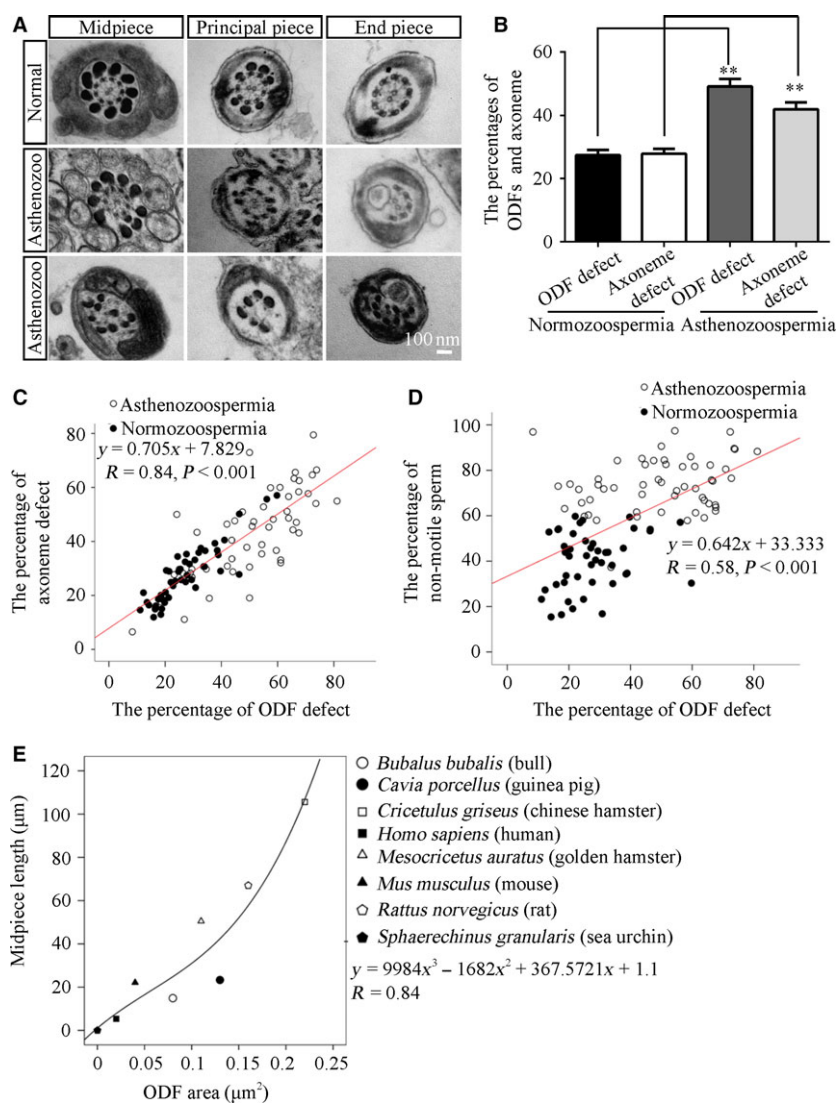 A
Midpiece
Principal piece
End piece
Normal
Asthenozoo
Asthenozoo
100 nm
B
The percentages of
ODFs and axoneme
60
40
20
0
**
**
ODF defect
Axoneme
defect
ODF defect
Axoneme
defect
Normozoospermia
Asthenozoospermia
C
Asthenozoospermia
Normozoospermia
y = 0.705x + 7.829
R = 0.84, P < 0.001
The percentage of
axoneme defect
80
60
40
20
0
0 20 40 60 80
The percentage of ODF defect
D
Asthenozoospermia
Normozoospermia
The percentage of
non-motile sperm
100
80
60
40
20
0
y = 0.642x + 33.333
R = 0.58, P < 0.001
0 20 40 60 80
The percentage of ODF defect
E
Midpiece length (μm)
120
100
80
60
40
20
0
0 0.05 0.1 0.15 0.2 0.25
ODF area (μm²)
Bubalus bubalis (bull)
Cavia porcellus (guinea pig)
Cricetulus griseus (chinese hamster)
Homo sapiens (human)
Mesocricetus auratus (golden hamster)
Mus musculus (mouse)
Rattus norvegicus (rat)
Sphaerechinus granularis (sea urchin)
y = 9984x³ – 1682x² + 367.5721x + 1.1
R = 0.84